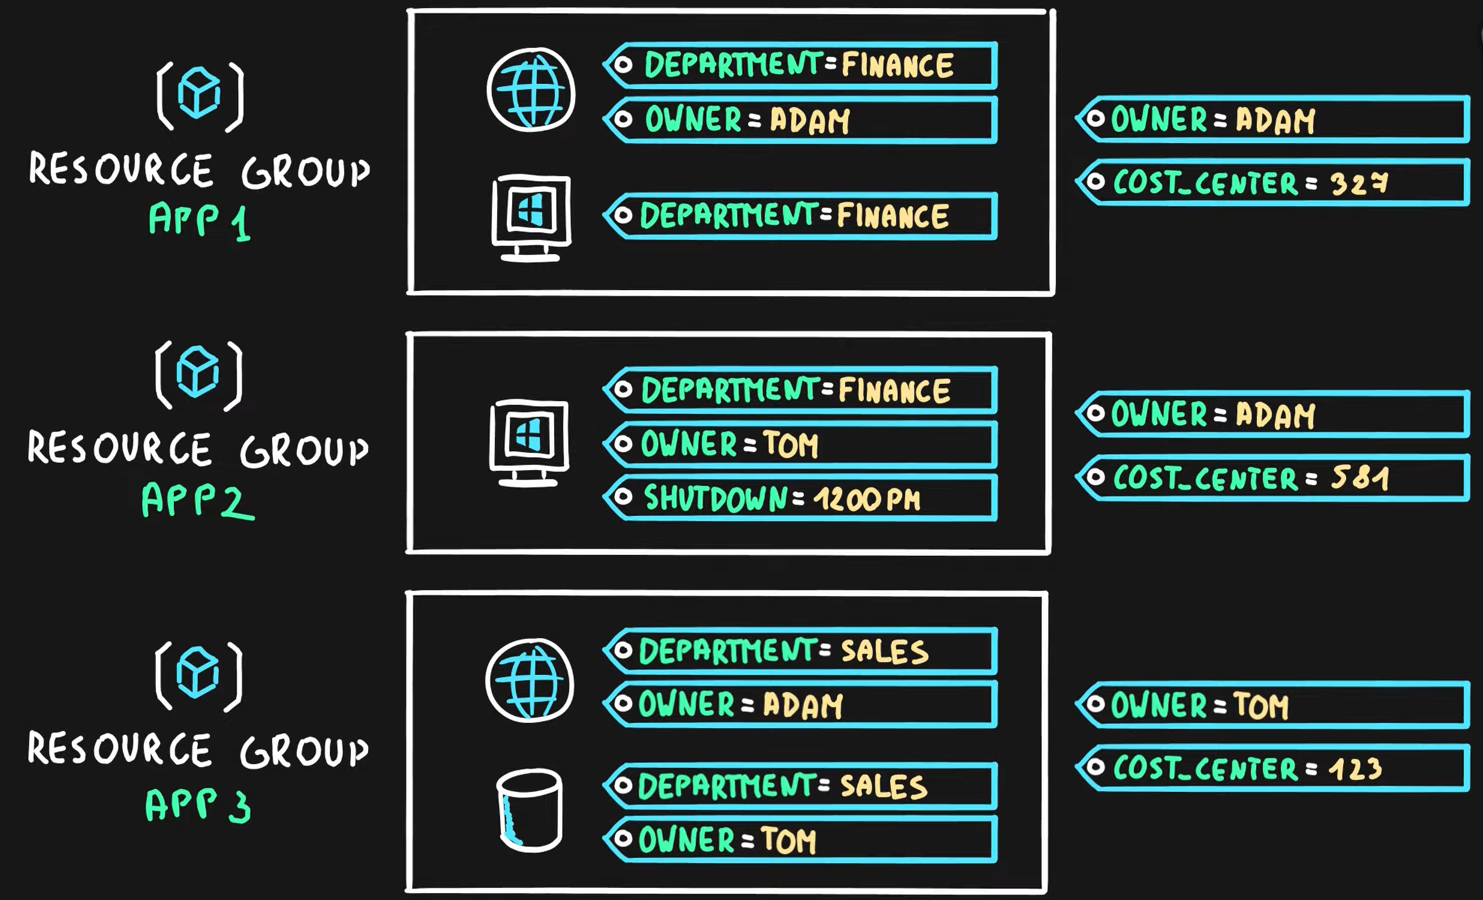 RESOURCE GROUP
APP 1
DEPARTMENT=FINANCE
OWNER=ADAM
DEPARTMENT=FINANCE
OWNER=ADAM
COST_CENTER=327
RESOURCE GROUP
APP2
DEPARTMENT=FINANCE
OWNER=TOM
SHUTDOWN=1200PM
OWNER=ADAM
COST_CENTER=581
RESOURCE GROUP
APP 3
DEPARTMENT=SALES
OWNER=ADAM
DEPARTMENT=SALES
OWNER=TOM
OWNER=TOM
COST_CENTER=123